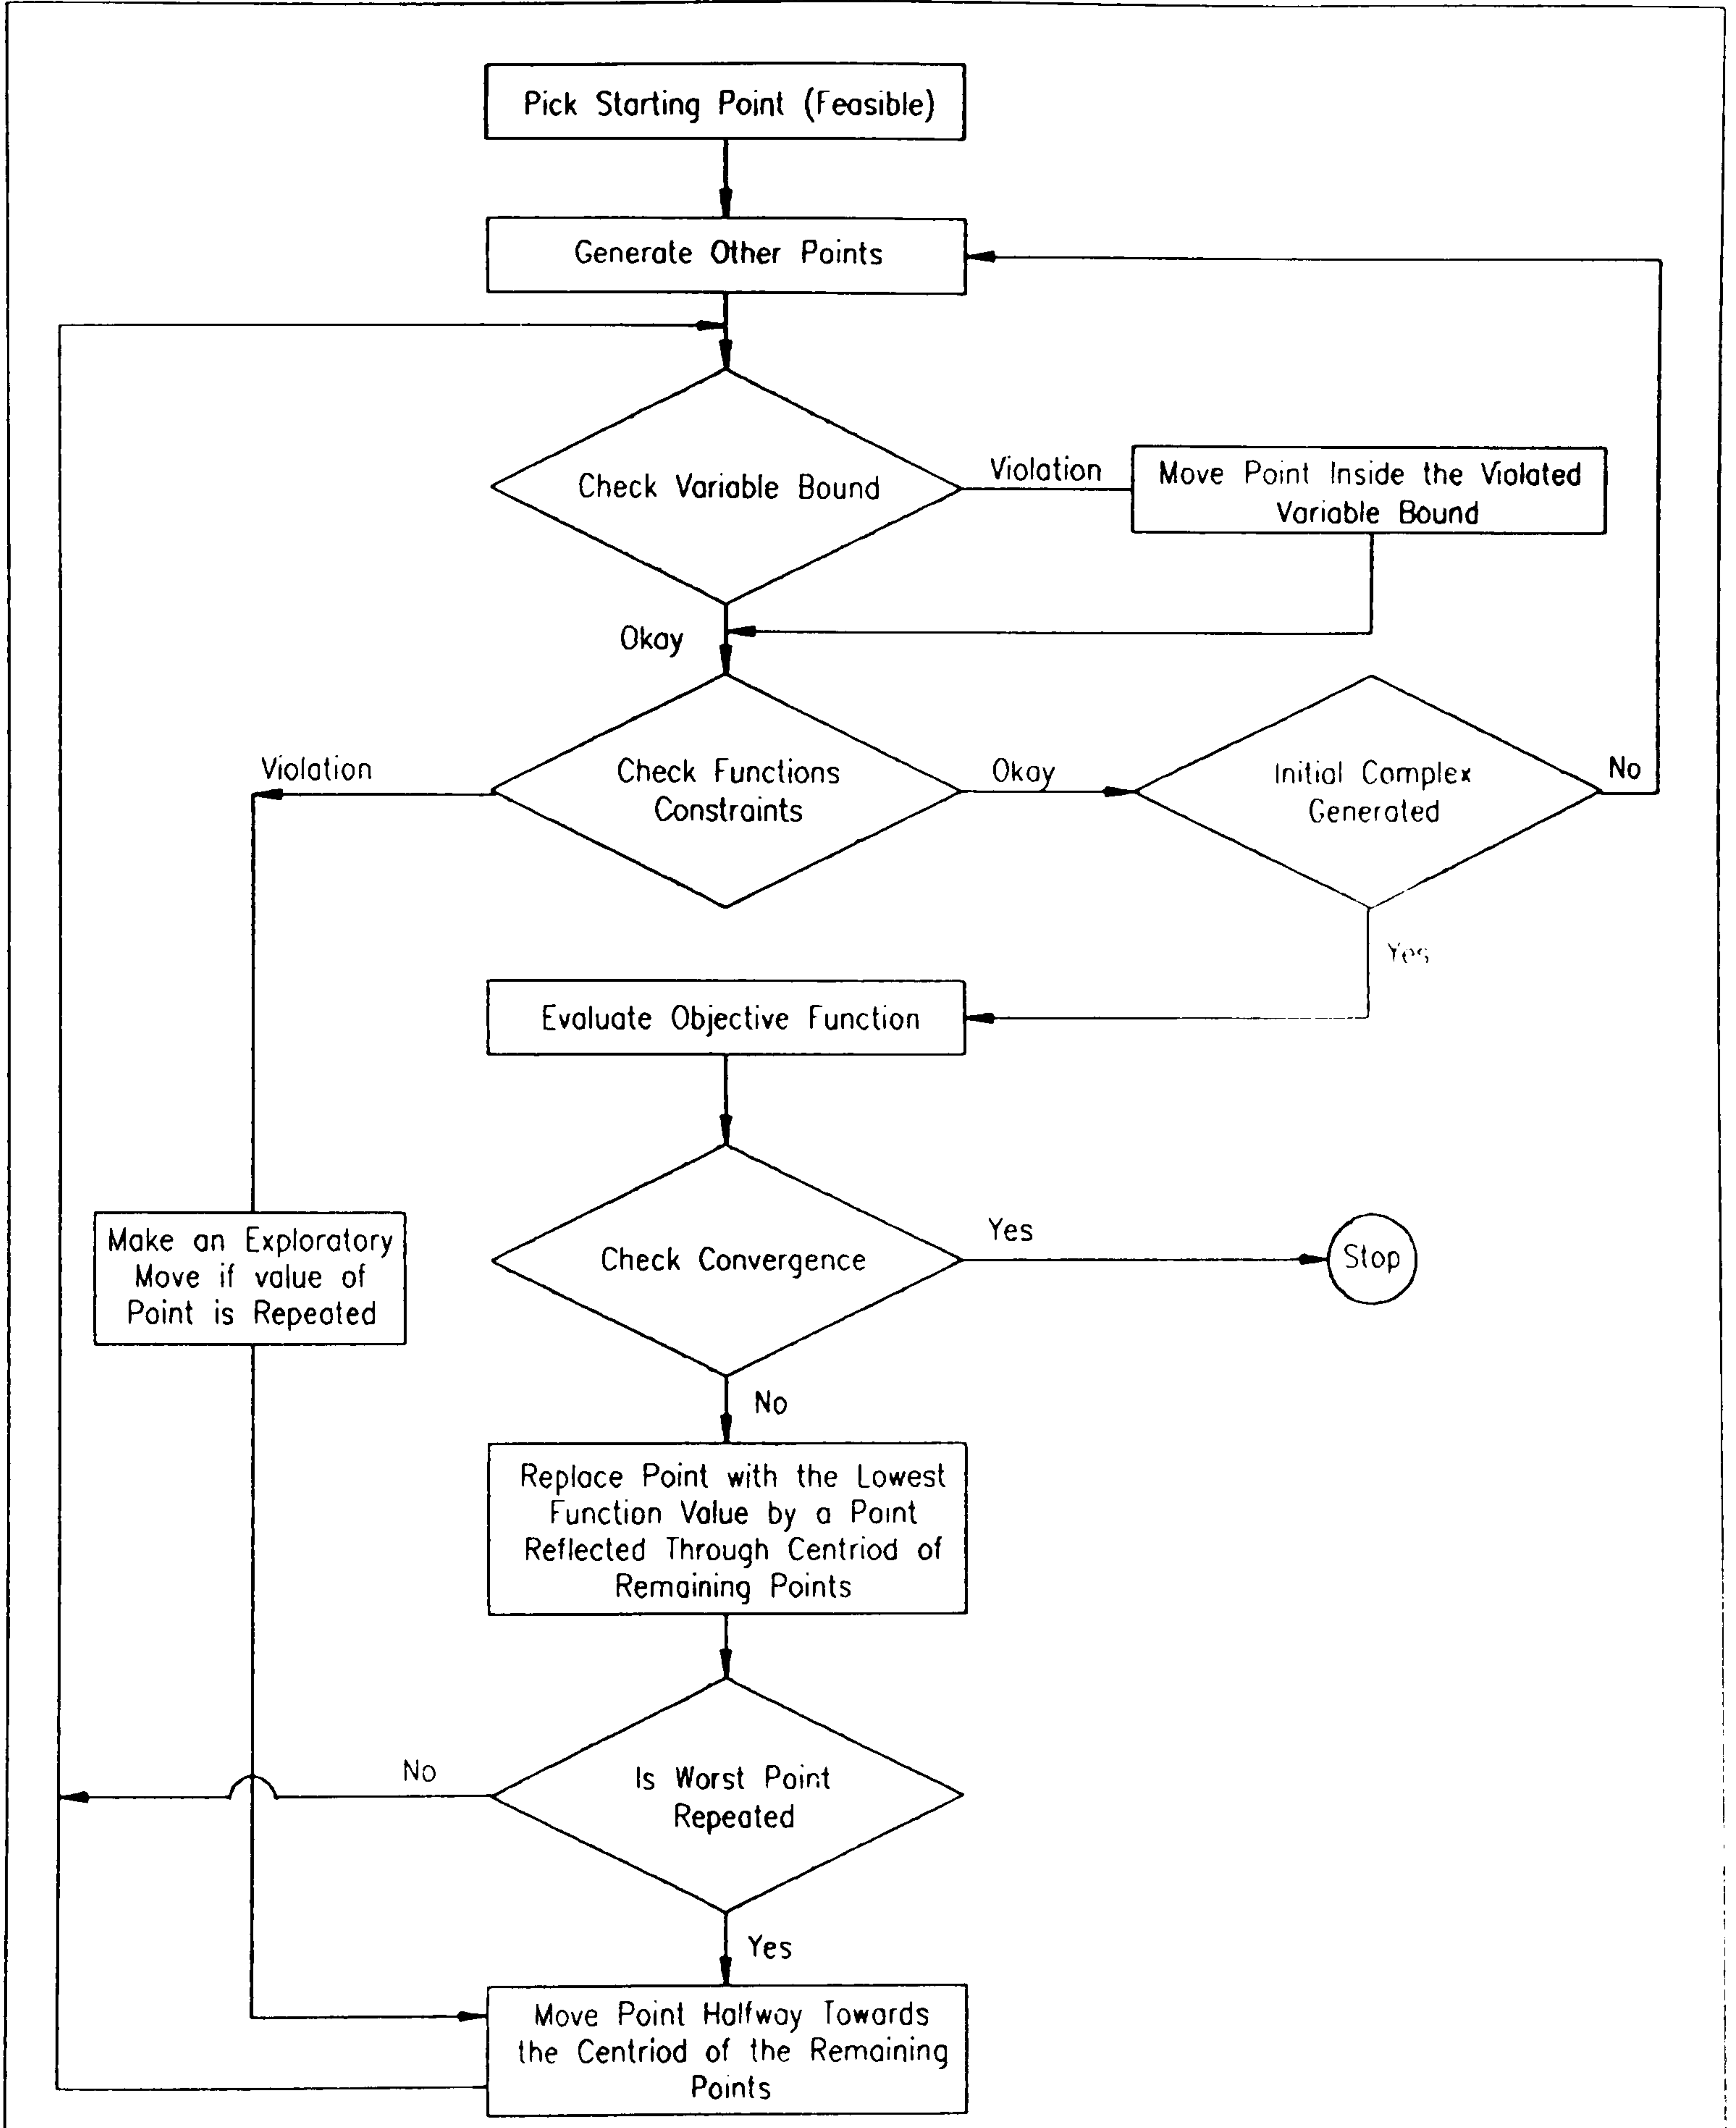 Pick Starting Point (Feasible)
Generate Other Points
Check Variable Bound
Violation
Move Point Inside the Violated
Variable Bound
Okay
Violation
Check Functions
Constraints
Okay
Initial Complex
Generated
No
Yes
Evaluate Objective Function
Make an Exploratory
Move if value of
Point is Repeated
Check Convergence
Yes
Stop
No
Replace Point with the Lowest
Function Value by a Point
Reflected Through Centriod of
Remaining Points
No
Is Worst Point
Repeated
Yes
Move Point Halfway Towards
the Centriod of the Remaining
Points